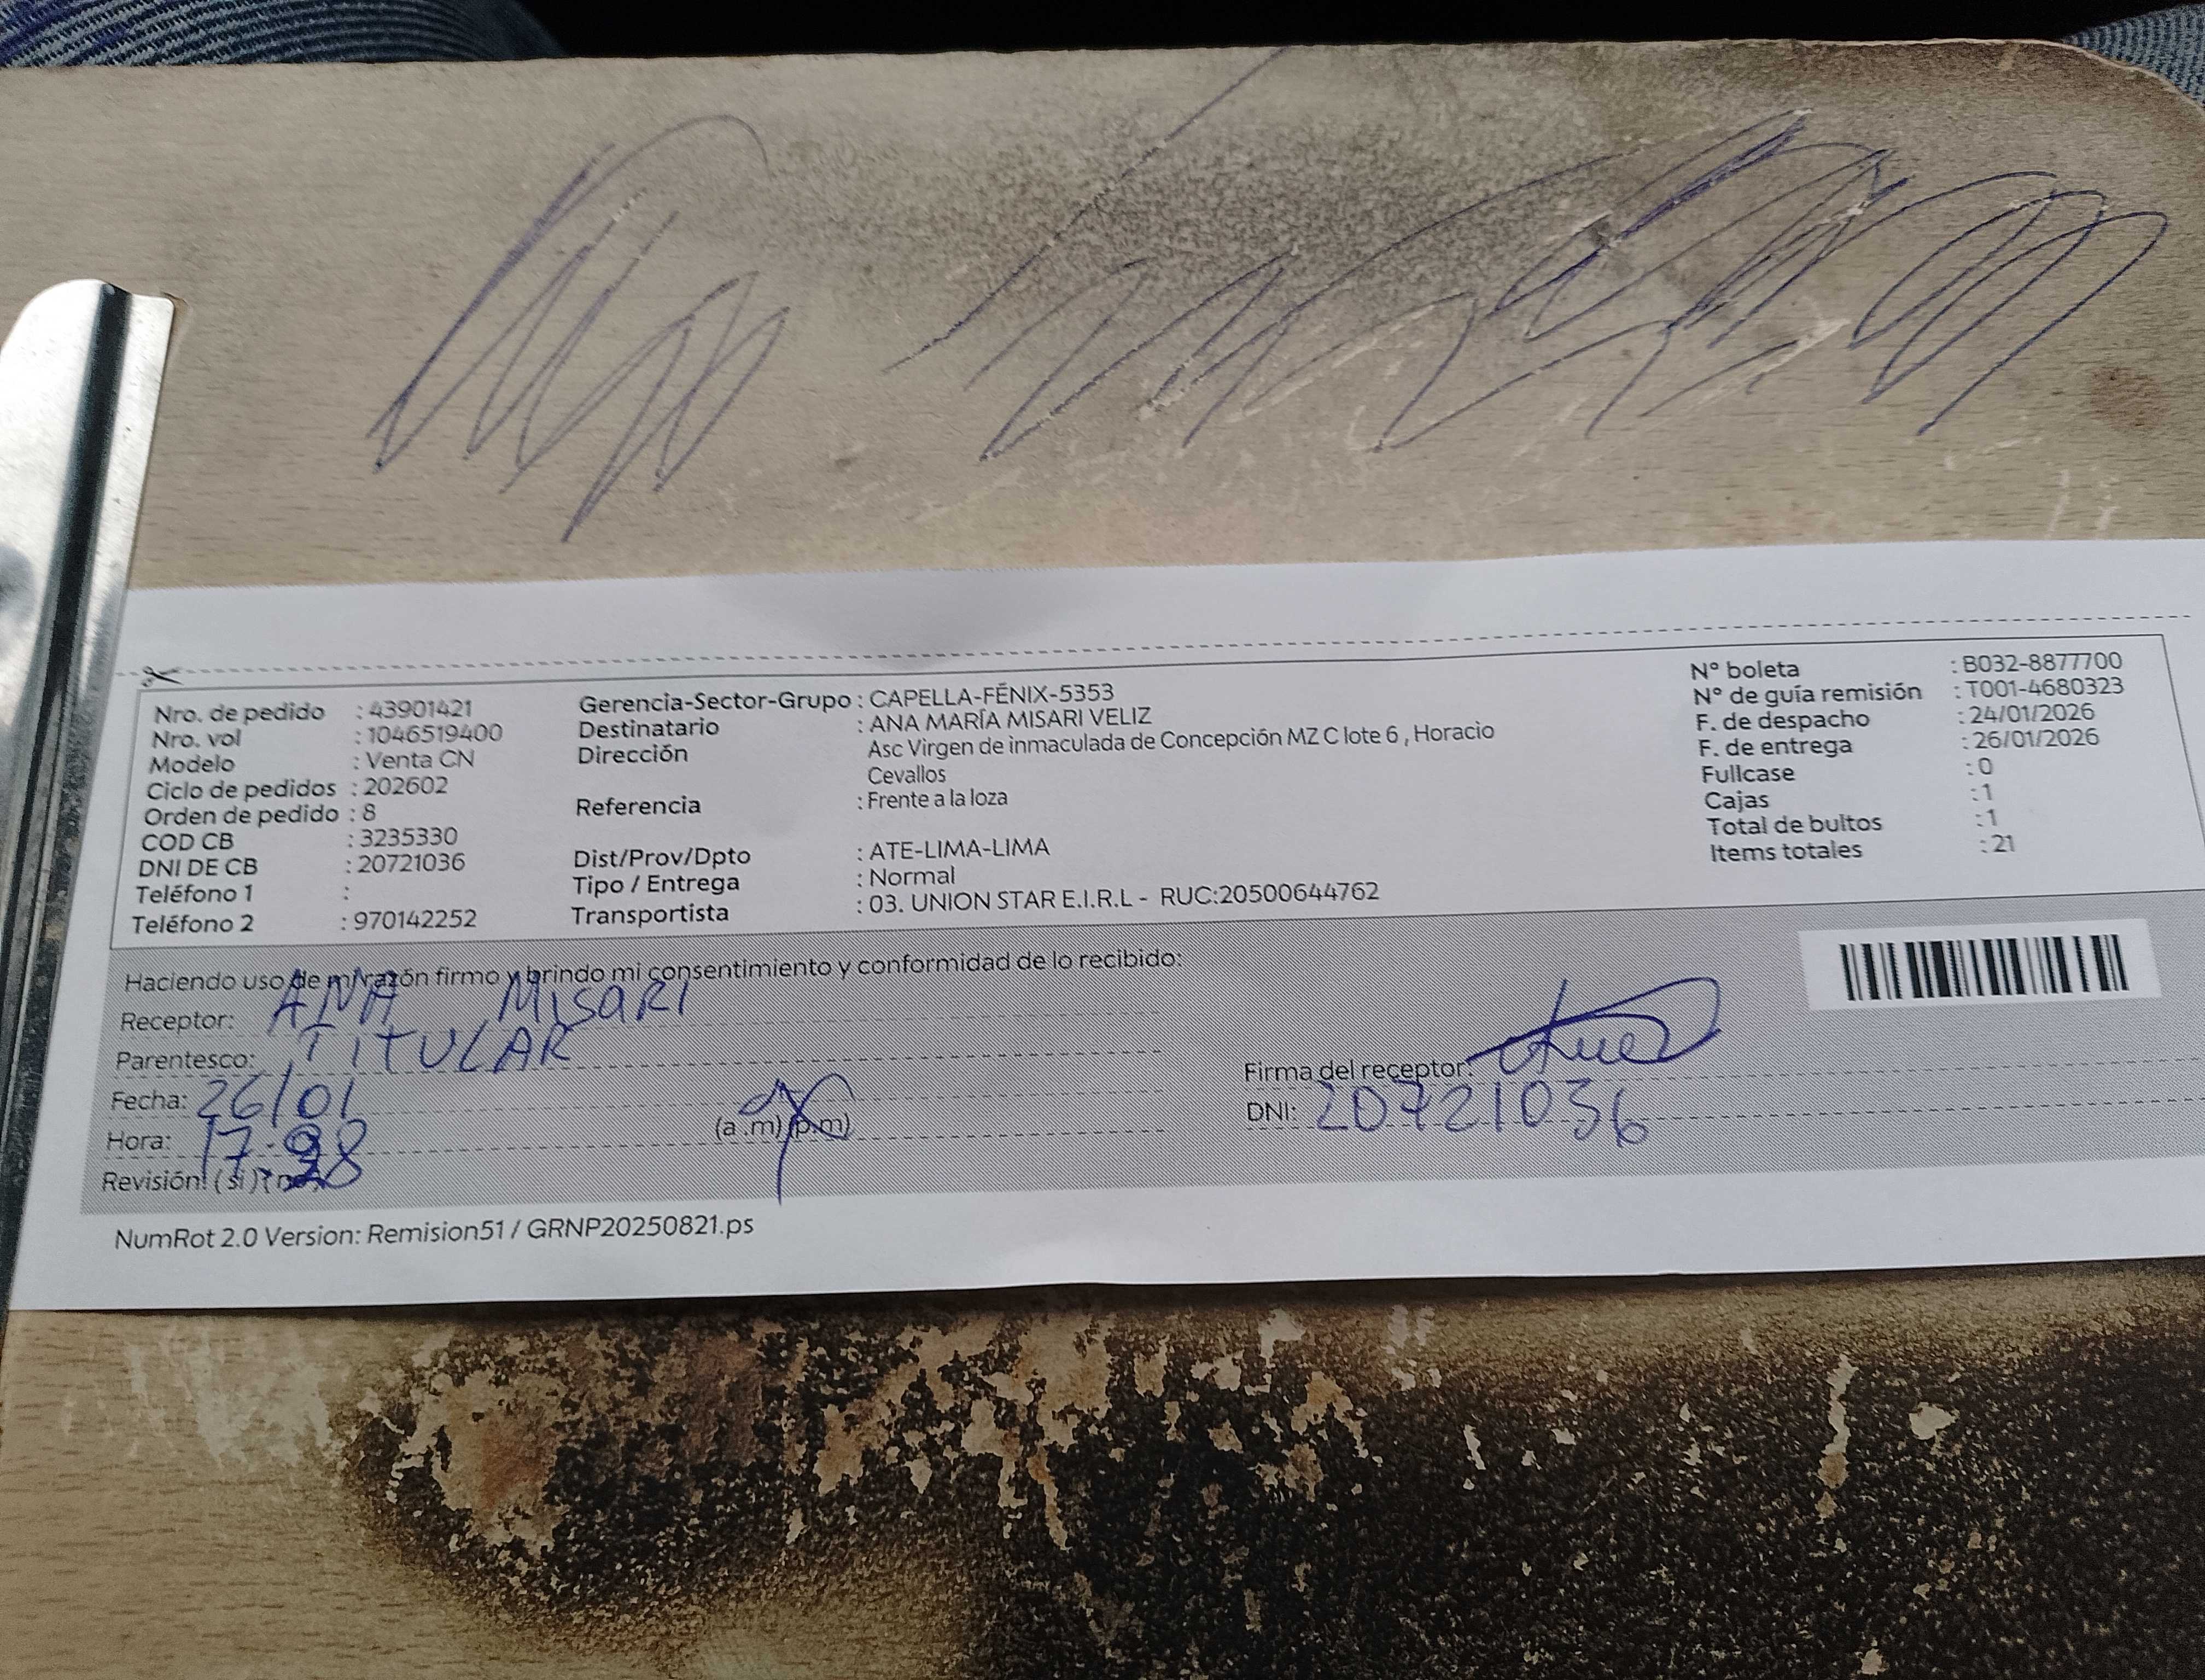 Nro. de pedido : 43901421
Nro. vol : 1046519400
Modelo : Venta CN
Ciclo de pedidos : 202602
Orden de pedido : 8
COD CB : 3235330
DNI DE CB : 20721036
Teléfono 1 :
Teléfono 2 : 970142252
Gerencia-Sector-Grupo : CAPELLA-FÉNIX-5353
Destinatario : ANA MARÍA MISARI VELIZ
Dirección Asc Virgen de inmaculada de Concepción MZ C lote 6 , Horacio
Cevallos
Referencia : Frente a la loza
Dist/Prov/Dpto : ATE-LIMA-LIMA
Tipo / Entrega : Normal
Transportista : 03. UNION STAR E.I.R.L - RUC:20500644762
N° boleta : B032-8877700
N° de guía remisión : T001-4680323
F. de despacho : 24/01/2026
F. de entrega : 26/01/2026
Fullcase : 0
Cajas : 1
Total de bultos : 1
Items totales : 21
Haciendo uso de mi razón firmo y brindo mi consentimiento y conformidad de lo recibido:
Receptor: ANA MISARI
Parentesco: TITULAR
Fecha: 26/01
Hora: (a .m) (p.m)
Revisión: (si)
Firma del receptor:
DNI: 20721036
NumRot 2.0 Version: Remision51 / GRNP20250821.ps